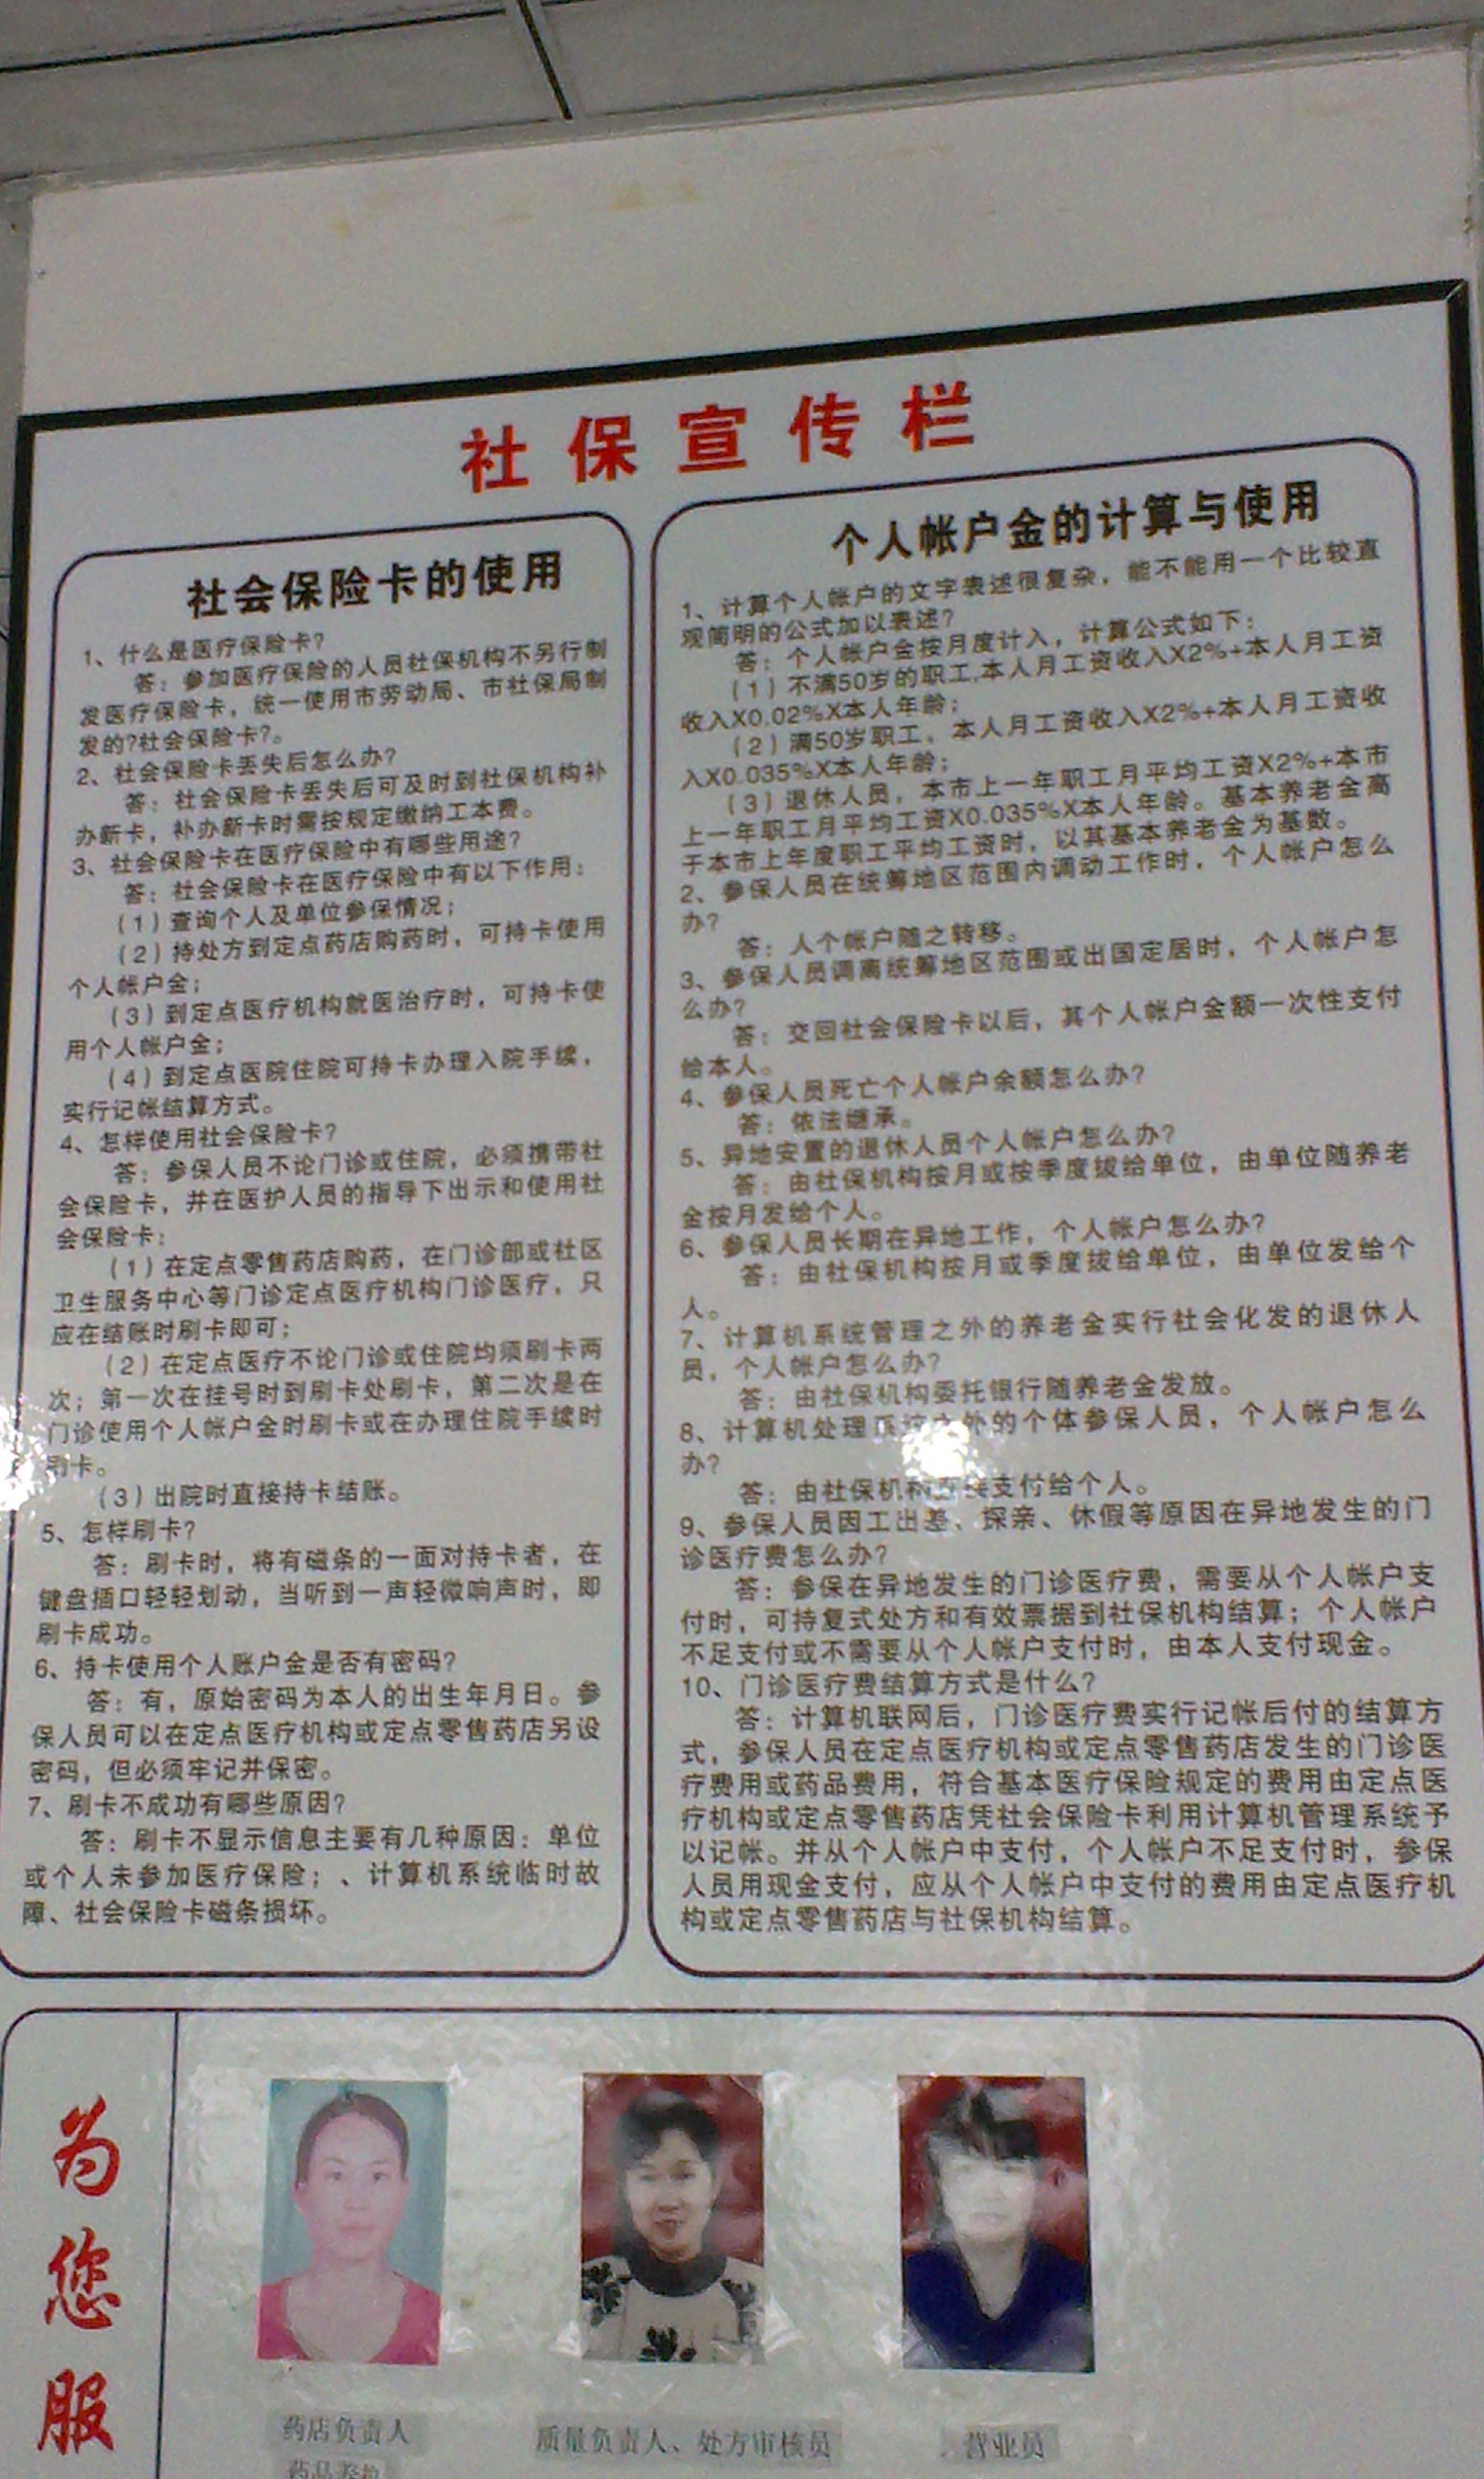 社保宣传栏
社会保险卡的使用
1、什么是医疗保险卡?
答：参加医疗保险的人员社保机构不另行制
发医疗保险卡，统一使用市劳动局、市社保局制
发的?社会保险卡?。
2、社会保险卡丢失后怎么办?
答：社会保险卡丢失后可及时到社保机构补
办新卡，补办新卡时需按规定缴纳工本费。
3、社会保险卡在医疗保险中有哪些用途?
答：社会保险卡在医疗保险中有以下作用：
(1)查询个人及单位参保情况；
(2)持处方到定点药店购药时，可持卡使用
个人帐户金；
(3)到定点医疗机构就医治疗时，可持卡使
用个人帐户金；
(4)到定点医院住院可持卡办理入院手续，
实行记帐结算方式。
4、怎样使用社会保险卡?
答：参保人员不论门诊或住院，必须携带社
会保险卡，并在医护人员的指导下出示和使用社
会保险卡：
(1)在定点零售药店购药，在门诊部或社区
卫生服务中心等门诊定点医疗机构门诊医疗，只
应在结账时刷卡即可；
(2)在定点医疗不论门诊或住院均须刷卡两
次；第一次在挂号时到刷卡处刷卡，第二次是在
门诊使用个人帐户金时刷卡或在办理住院手续时
刷卡。
(3)出院时直接持卡结账。
5、怎样刷卡?
答：刷卡时，将有磁条的一面对持卡者，在
键盘插口轻轻划动，当听到一声轻微响声时，即
刷卡成功。
6、持卡使用个人账户金是否有密码?
答：有，原始密码为本人的出生年月日。参
保人员可以在定点医疗机构或定点零售药店另设
密码，但必须牢记并保密。
7、刷卡不成功有哪些原因?
答：刷卡不显示信息主要有几种原因：单位
或个人未参加医疗保险；、计算机系统临时故
障、社会保险卡磁条损坏。
个人帐户金的计算与使用
1、计算个人帐户的文字表述很复杂，能不能用一个比较直
观简明的公式加以表述?
答：个人帐户金按月度计入，计算公式如下：
(1)不满50岁的职工,本人月工资收入X2%+本人月工资
收入X0.02%X本人年龄；
(2)满50岁职工，本人月工资收入X2%+本人月工资收
入X0.035%X本人年龄；
(3)退休人员，本市上一年职工月平均工资X2%+本市
上一年职工月平均工资X0.035%X本人年龄。基本养老金高
于本市上年度职工平均工资时，以其基本养老金为基数。
2、参保人员在统筹地区范围内调动工作时，个人帐户怎么
办?
答：人个帐户随之转移。
3、参保人员调离统筹地区范围或出国定居时，个人帐户怎
么办?
答：交回社会保险卡以后，其个人帐户金额一次性支付
给本人。
4、参保人员死亡个人帐户余额怎么办?
答：依法继承。
5、异地安置的退休人员个人帐户怎么办?
答：由社保机构按月或按季度拔给单位，由单位随养老
金按月发给个人。
6、参保人员长期在异地工作，个人帐户怎么办?
答：由社保机构按月或季度拔给单位，由单位发给个
人。
7、计算机系统管理之外的养老金实行社会化发的退休人
员，个人帐户怎么办?
答：由社保机构委托银行随养老金发放。
8、计算机处理系统之外的个体参保人员，个人帐户怎么
办?
答：由社保机构直接支付给个人。
9、参保人员因工出差、探亲、休假等原因在异地发生的门
诊医疗费怎么办?
答：参保在异地发生的门诊医疗费，需要从个人帐户支
付时，可持复式处方和有效票据到社保机构结算；个人帐户
不足支付或不需要从个人帐户支付时，由本人支付现金。
10、门诊医疗费结算方式是什么?
答：计算机联网后，门诊医疗费实行记帐后付的结算方
式，参保人员在定点医疗机构或定点零售药店发生的门诊医
疗费用或药品费用，符合基本医疗保险规定的费用由定点医
疗机构或定点零售药店凭社会保险卡利用计算机管理系统予
以记帐。并从个人帐户中支付，个人帐户不足支付时，参保
人员用现金支付，应从个人帐户中支付的费用由定点医疗机
构或定点零售药店与社保机构结算。
为您服
药店负责人
质量负责人、处方审核员
营业员